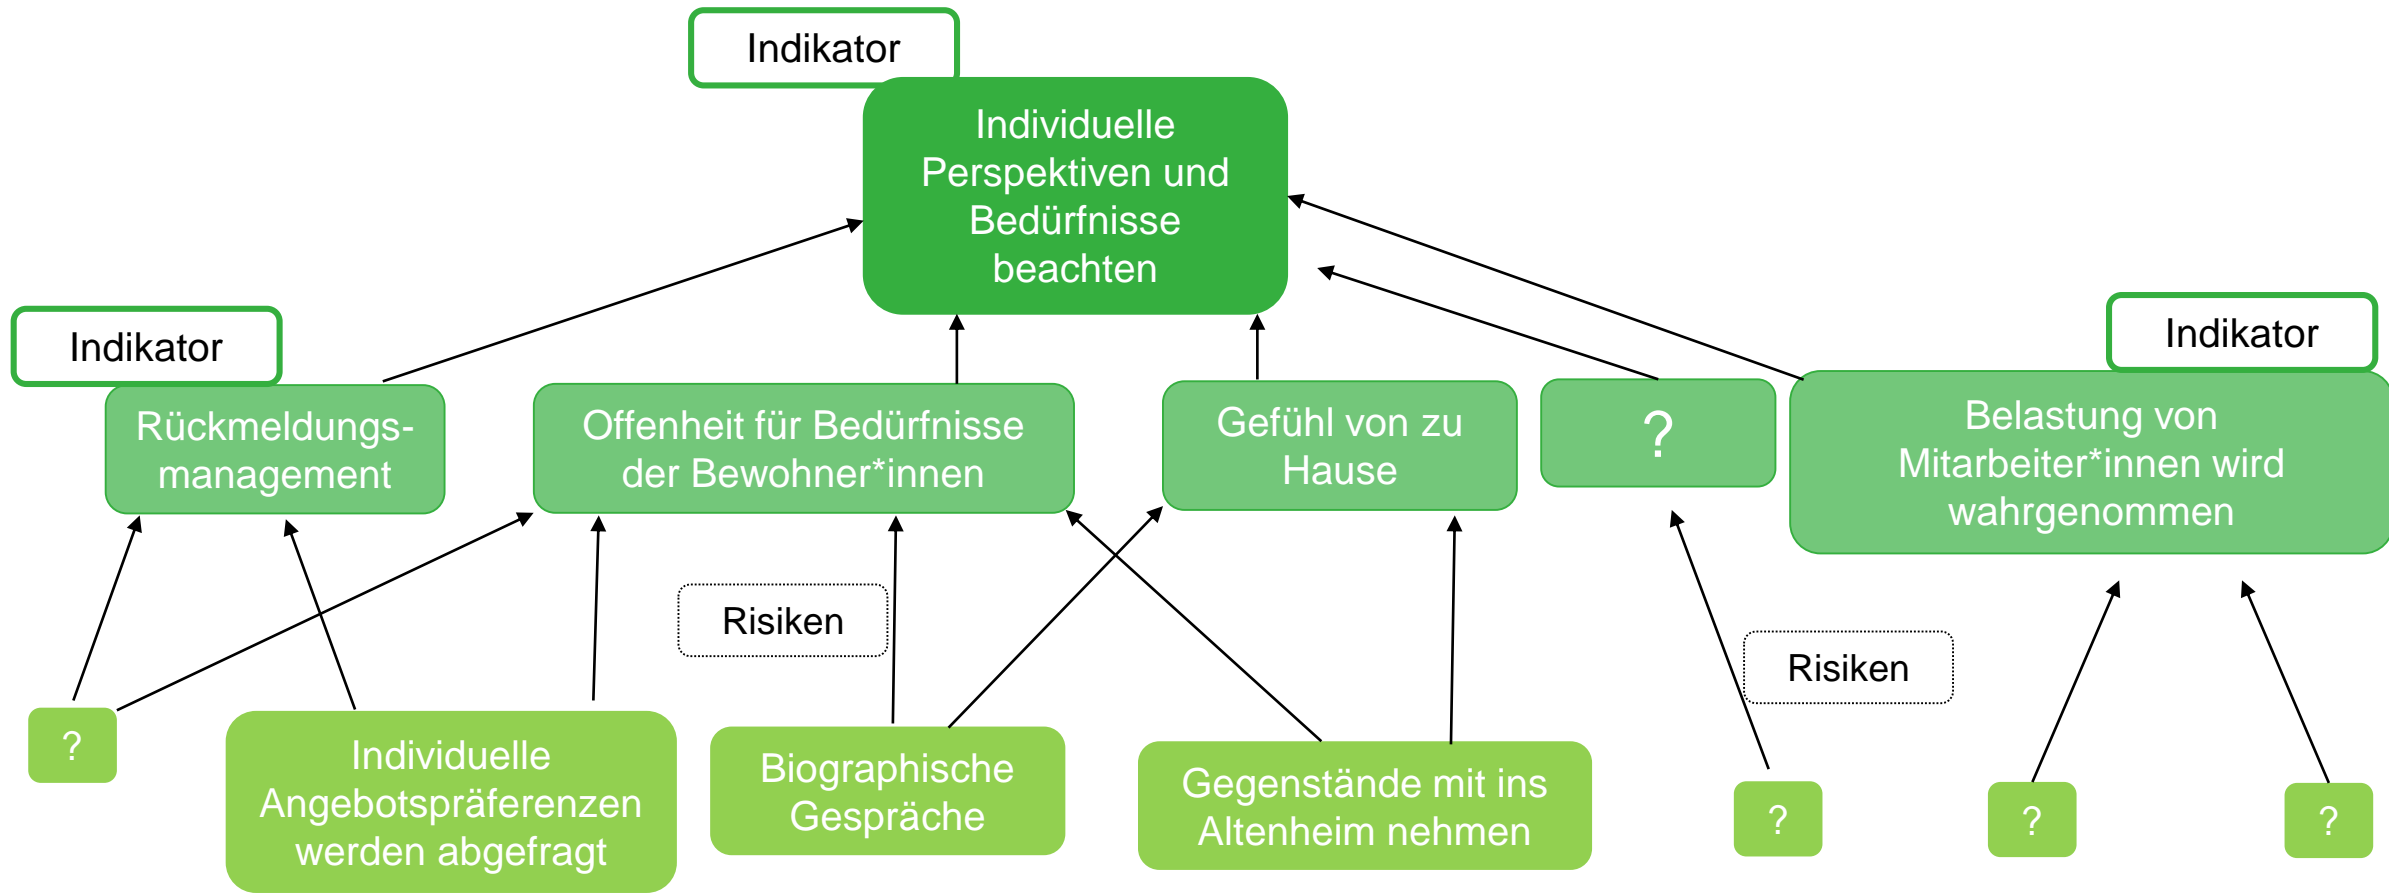 Indikator
Individuelle
Perspektiven und
Bedürfnisse
beachten
Indikator
Indikator
Rückmeldungs-
management
Offenheit für Bedürfnisse
der Bewohner*innen
Gefühl von zu
Hause
?
Belastung von
Mitarbeiter*innen wird
wahrgenommen
Risiken
Risiken
?
Individuelle
Angebotspräferenzen
werden abgefragt
Biographische
Gespräche
Gegenstände mit ins
Altenheim nehmen
?
?
?